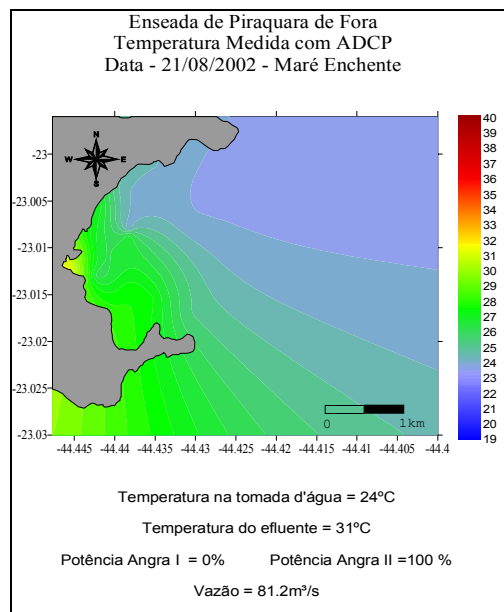 Enseada de Piraquara de Fora
Temperatura Medida com ADCP
Data - 21/08/2002 - Maré Enchente
N
W E
S
-23
-23.005
-23.01
-23.015
-23.02
-23.025
-23.03
-44.445 -44.44 -44.435 -44.43 -44.425 -44.42 -44.415 -44.41 -44.405 -44.4
0 1km
40
39
38
37
36
35
34
33
32
31
30
29
28
27
26
25
24
23
22
21
20
19
Temperatura na tomada d'água = 24ºC
Temperatura do efluente = 31ºC
Potência Angra I = 0% Potência Angra II =100 %
Vazão = 81.2m³/s